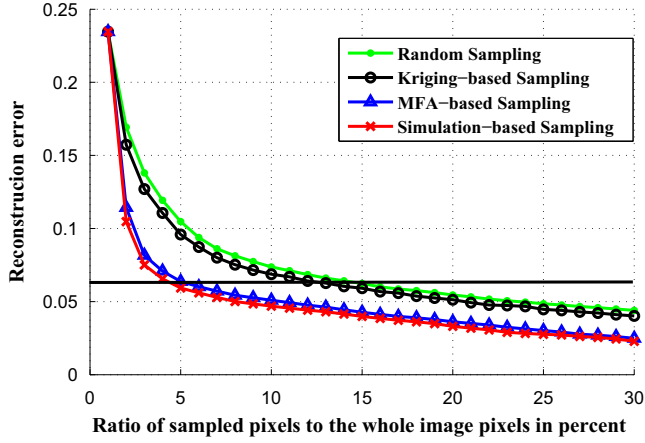 0.25
0.2
0.15
0.1
0.05
0
Reconstrucion error
Random Sampling
Kriging-based Sampling
MFA-based Sampling
Simulation-based Sampling
0 5 10 15 20 25 30
Ratio of sampled pixels to the whole image pixels in percent